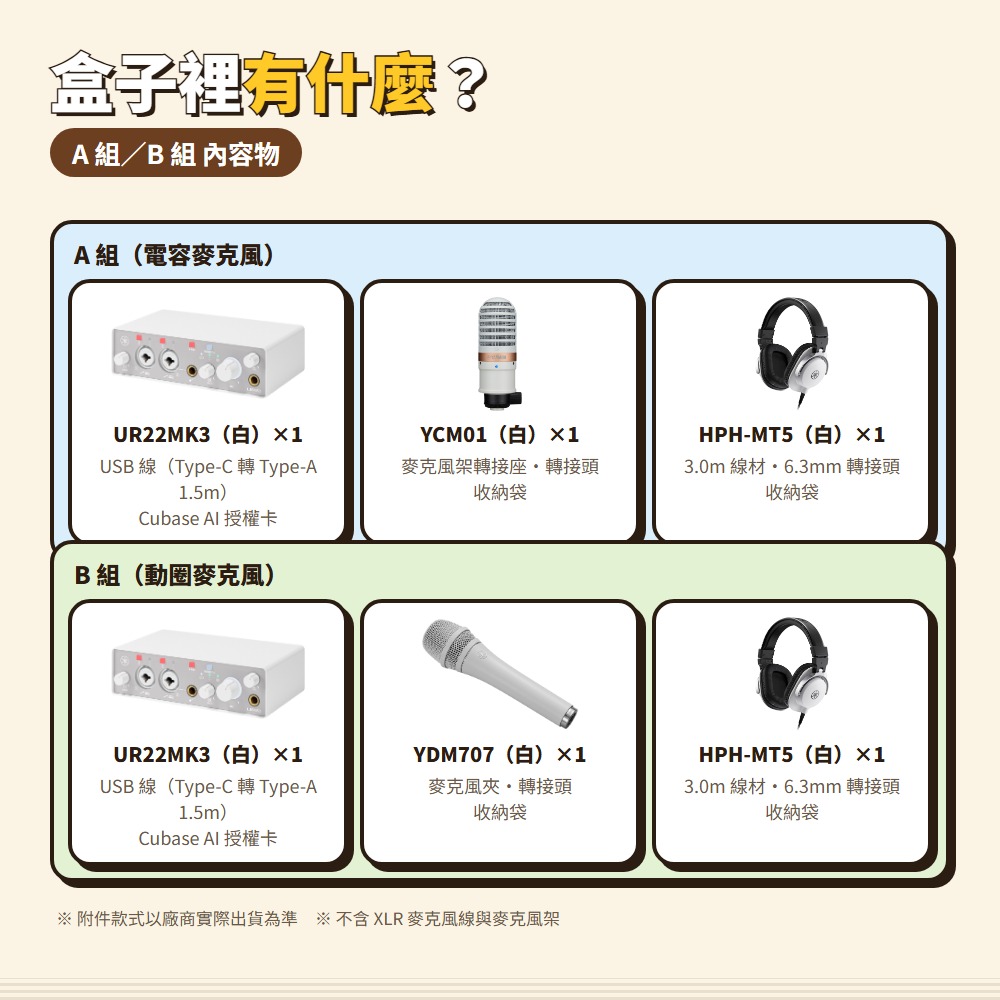 盒子裡有什麼？
A 組／B 組 內容物
A 組（電容麥克風）
UR22MK3（白）×1
USB 線（Type-C 轉 Type-A
1.5m）
Cubase AI 授權卡
YCM01（白）×1
麥克風架轉接座・轉接頭
收納袋
HPH-MT5（白）×1
3.0m 線材・6.3mm 轉接頭
收納袋
B 組（動圈麥克風）
UR22MK3（白）×1
USB 線（Type-C 轉 Type-A
1.5m）
Cubase AI 授權卡
YDM707（白）×1
麥克風夾・轉接頭
收納袋
HPH-MT5（白）×1
3.0m 線材・6.3mm 轉接頭
收納袋
※ 附件款式以廠商實際出貨為準　※ 不含 XLR 麥克風線與麥克風架